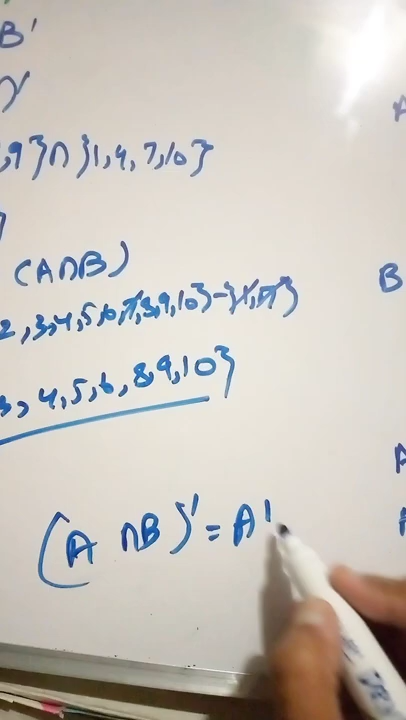 B'
,9}∩{1,4,7,10}
(A∩B)
2,3,4,5,6,7,8,9,10}-{1,7}
3,4,5,6,8,9,10}
(A∩B)'=A'
A
B
A